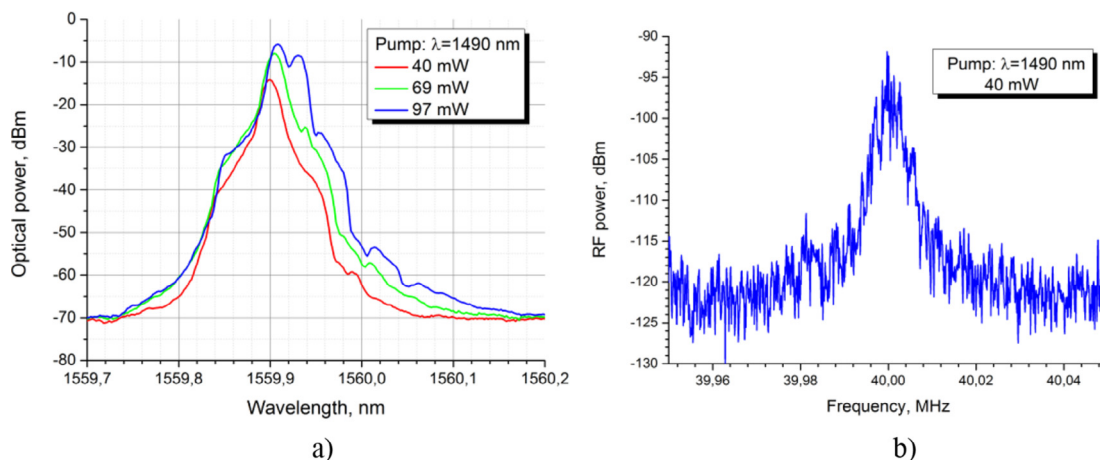 Optical power, dBm
0
-10
-20
-30
-40
-50
-60
-70
-80
Pump: λ=1490 nm
40 mW
69 mW
97 mW
1559,7
1559,8
1559,9
1560,0
1560,1
1560,2
Wavelength, nm
a)
RF power, dBm
-90
-95
-100
-105
-110
-115
-120
-125
-130
Pump: λ=1490 nm
40 mW
39,96
39,98
40,00
40,02
40,04
Frequency, MHz
b)